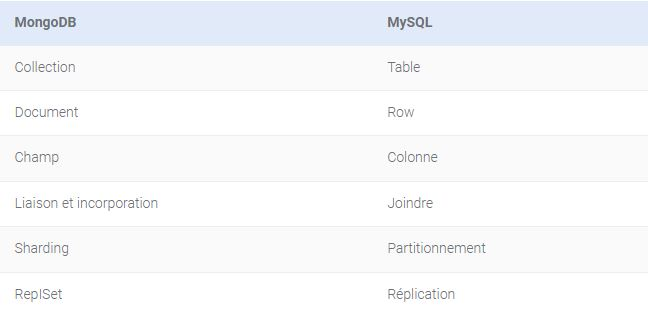 MongoDB MySQL
Collection Table
Document Row
Champ Colonne
Liaison et incorporation Joindre
Sharding Partitionnement
ReplSet Réplication